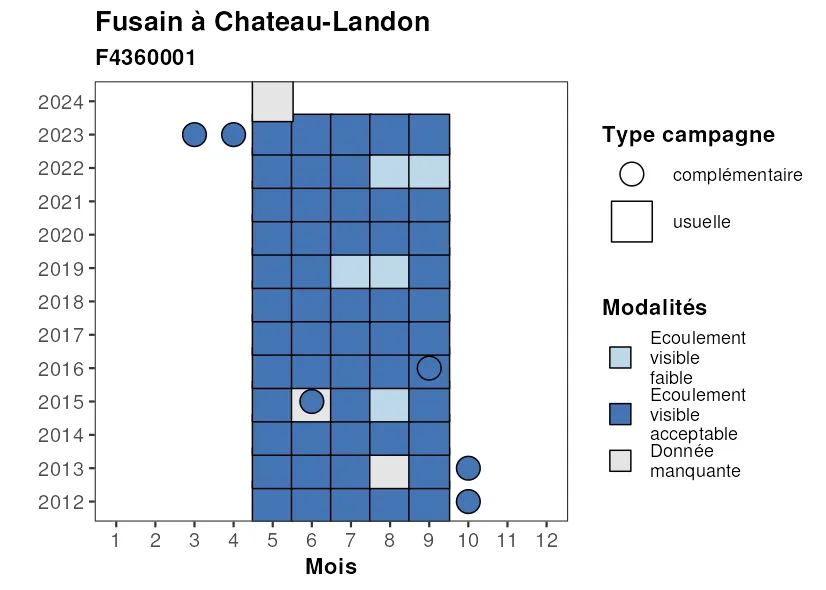 Fusain à Chateau-Landon
F4360001
2024
2023
2022
2021
2020
2019
2018
2017
2016
2015
2014
2013
2012
1 2 3 4 5 6 7 8 9 10 11 12
Mois
Type campagne
complémentaire
usuelle
Modalités
Ecoulement
visible
faible
Ecoulement
visible
acceptable
Donnée
manquante